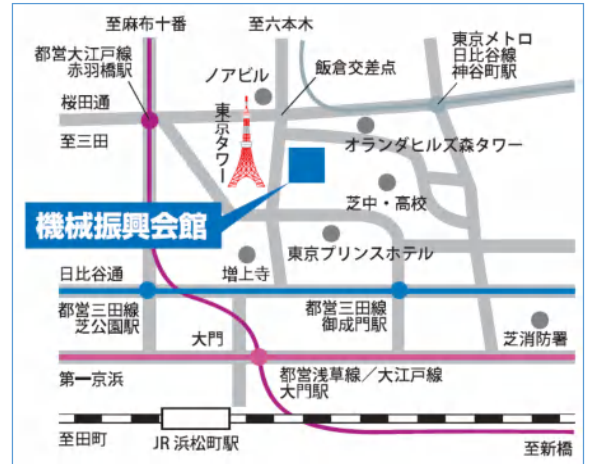 至麻布十番
至六本木
都営大江戸線
赤羽橋駅
東京メトロ
日比谷線
神谷町駅
ノアビル
飯倉交差点
桜田通
至三田
東京タワー
オランダヒルズ森タワー
芝中・高校
機械振興会館
東京プリンスホテル
増上寺
日比谷通
都営三田線
芝公園駅
都営三田線
御成門駅
大門
芝消防署
第一京浜
都営浅草線／大江戸線
大門駅
至田町
JR 浜松町駅
至新橋